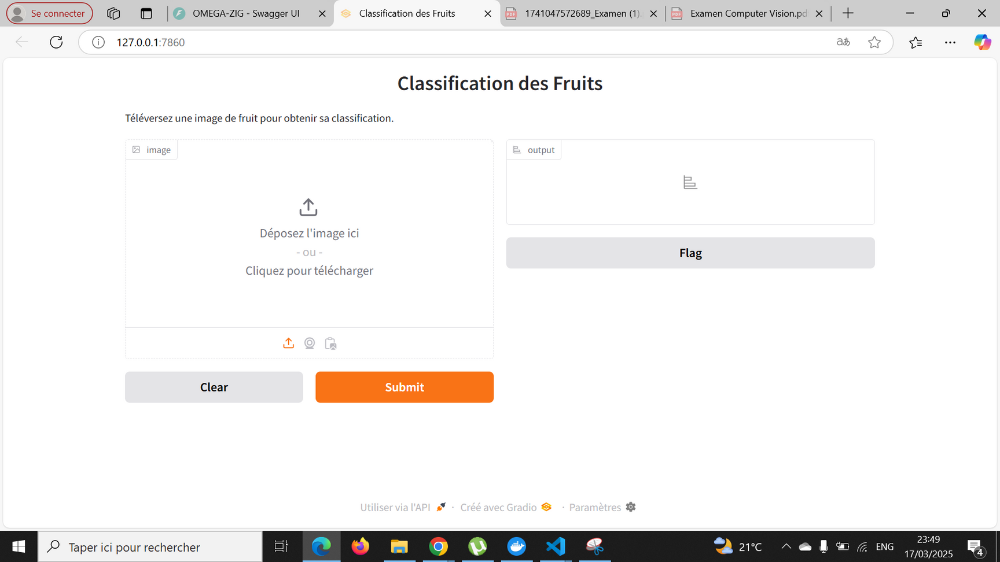 Se connecter
OMEGA-ZIG - Swagger UI
Classification des Fruits
1741047572689_Examen (1).
Examen Computer Vision.pd
127.0.0.1:7860
Classification des Fruits
Téléversez une image de fruit pour obtenir sa classification.
image
output
Déposez l'image ici
- ou -
Cliquez pour télécharger
Flag
Clear
Submit
Utiliser via l'API · Créé avec Gradio · Paramètres
Taper ici pour rechercher
21°C
ENG
23:49
17/03/2025
4